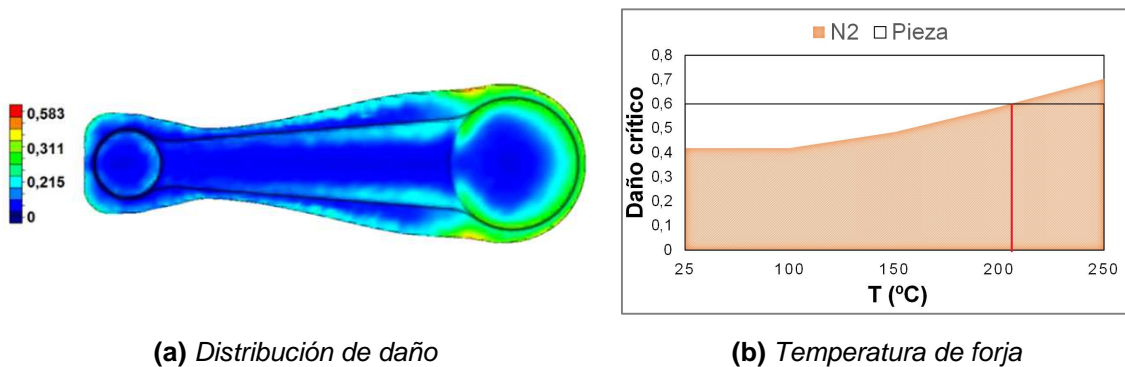 0,583
0,311
0,215
0
N2 Pieza
0,8
0,7
0,6
0,5
0,4
0,3
0,2
0,1
0
Daño crítico
25 100 150 200 250
T (ºC)
(a) Distribución de daño
(b) Temperatura de forja